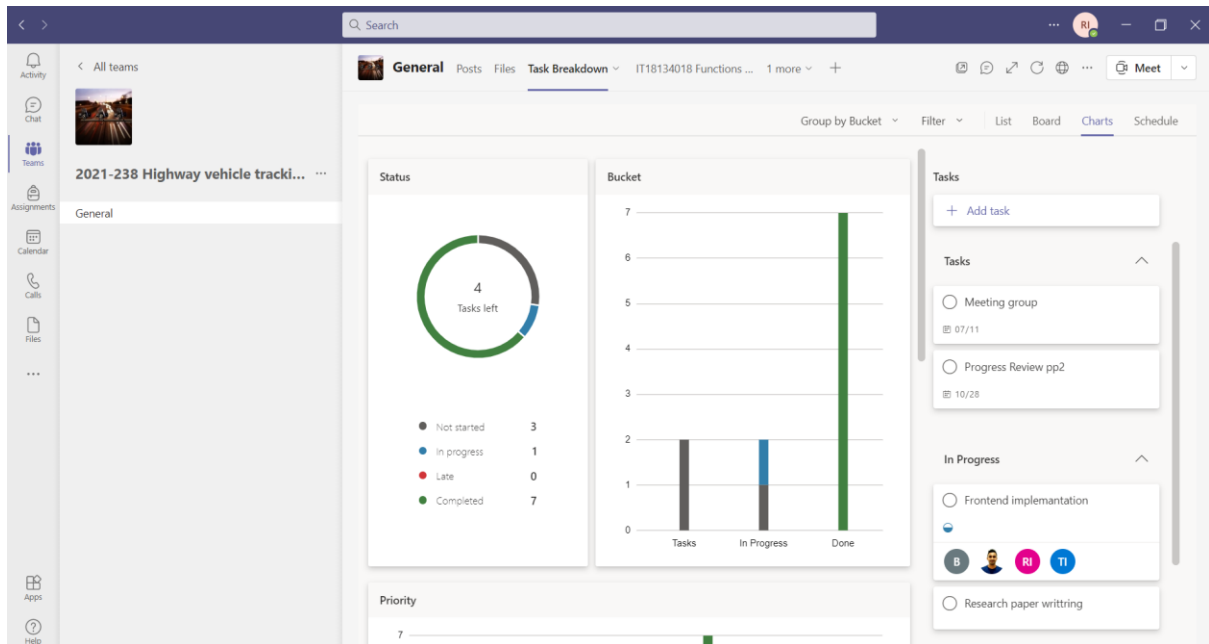 Search
RI
Activity
Chat
Teams
Assignments
Calendar
Calls
Files
Apps
Help
All teams
2021-238 Highway vehicle tracki...
General
General Posts Files Task Breakdown IT18134018 Functions ... 1 more
Meet
Group by Bucket Filter List Board Charts Schedule
Status
4
Tasks left
Not started 3
In progress 1
Late 0
Completed 7
Bucket
7
6
5
4
3
2
1
0
Tasks In Progress Done
Priority
7
Tasks
+ Add task
Tasks
Meeting group
07/11
Progress Review pp2
10/28
In Progress
Frontend implemantation
B RI TI
Research paper writtring